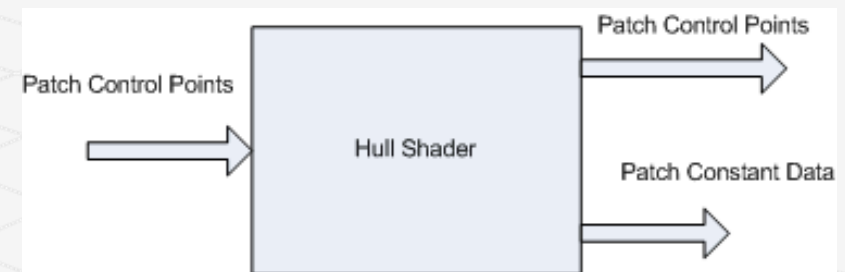 Patch Control Points
Patch Control Points
Hull Shader
Patch Constant Data